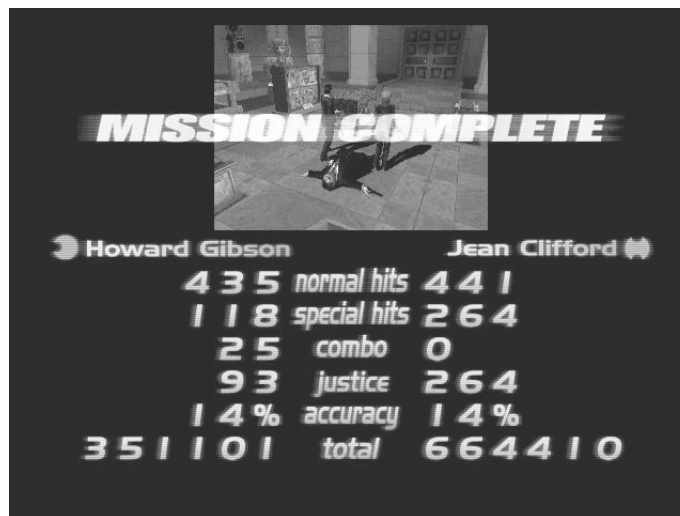 MISSION COMPLETE
Howard Gibson Jean Clifford
435 normal hits 441
118 special hits 264
25 combo 0
93 justice 264
14% accuracy 14%
351101 total 664410